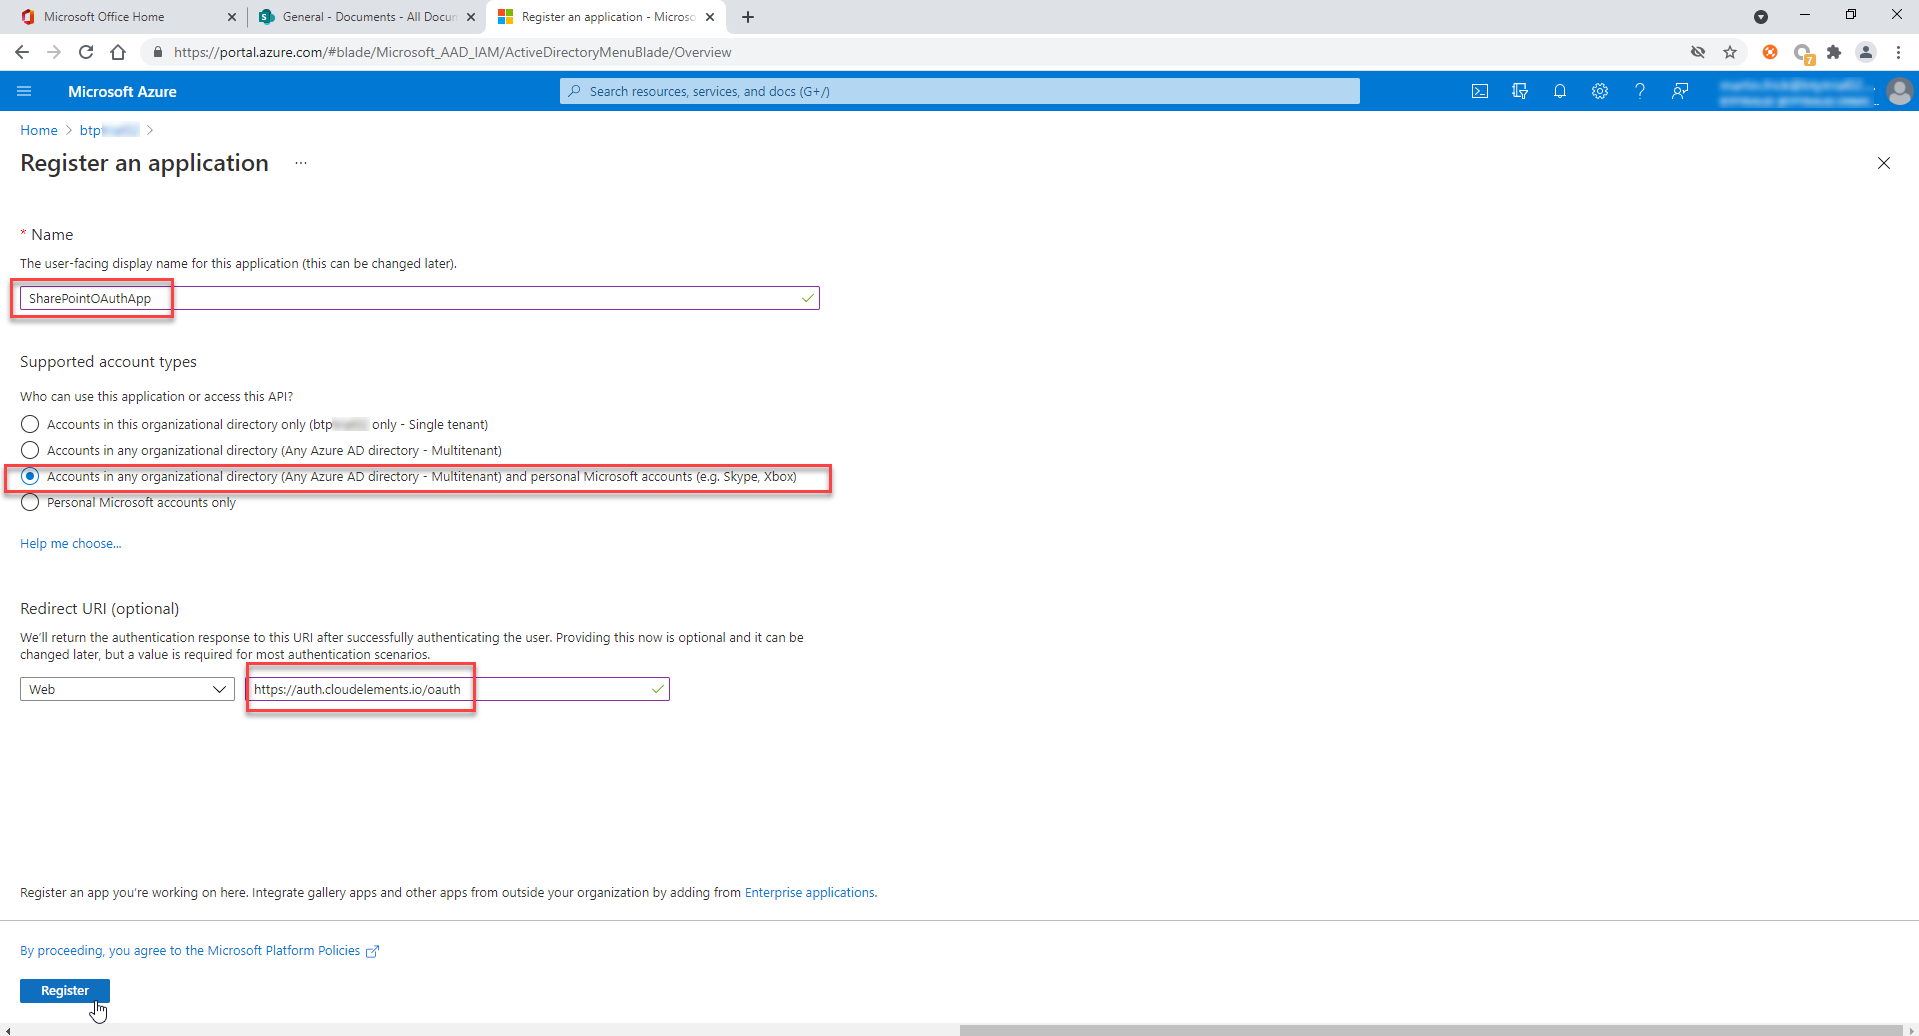 Microsoft Office Home
General - Documents - All Docun
Register an application - Microso
https://portal.azure.com/#blade/Microsoft_AAD_IAM/ActiveDirectoryMenuBlade/Overview
7
Microsoft Azure
Search resources, services, and docs (G+/)
Home > btp
Register an application ...
* Name
The user-facing display name for this application (this can be changed later).
SharePointOAuthApp
Supported account types
Who can use this application or access this API?
Accounts in this organizational directory only (btp only - Single tenant)
Accounts in any organizational directory (Any Azure AD directory - Multitenant)
Accounts in any organizational directory (Any Azure AD directory - Multitenant) and personal Microsoft accounts (e.g. Skype, Xbox)
Personal Microsoft accounts only
Help me choose...
Redirect URI (optional)
We'll return the authentication response to this URI after successfully authenticating the user. Providing this now is optional and it can be
changed later, but a value is required for most authentication scenarios.
Web
https://auth.cloudelements.io/oauth
Register an app you're working on here. Integrate gallery apps and other apps from outside your organization by adding from Enterprise applications.
By proceeding, you agree to the Microsoft Platform Policies
Register